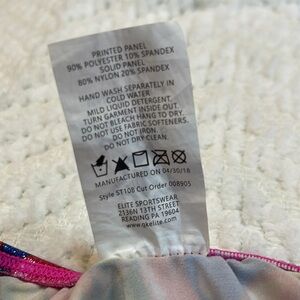 PRINTED PANEL
90% POLYESTER 10% SPANDEX
SOLID PANEL
80% NYLON 20% SPANDEX
HAND WASH SEPARATELY IN
COLD WATER
MILD LIQUID DETERGENT.
TURN GARMENT INSIDE OUT.
DO NOT BLEACH HANG TO DRY.
DO NOT USE FABRIC SOFTENERS.
DO NOT IRON.
DO NOT DRY CLEAN.
MANUFACTURED ON 04/30/18
Style ST108 Cut Order 008905
ELITE SPORTSWEAR
2136N 13TH STREET
READING PA 19604
www.gkelite.com